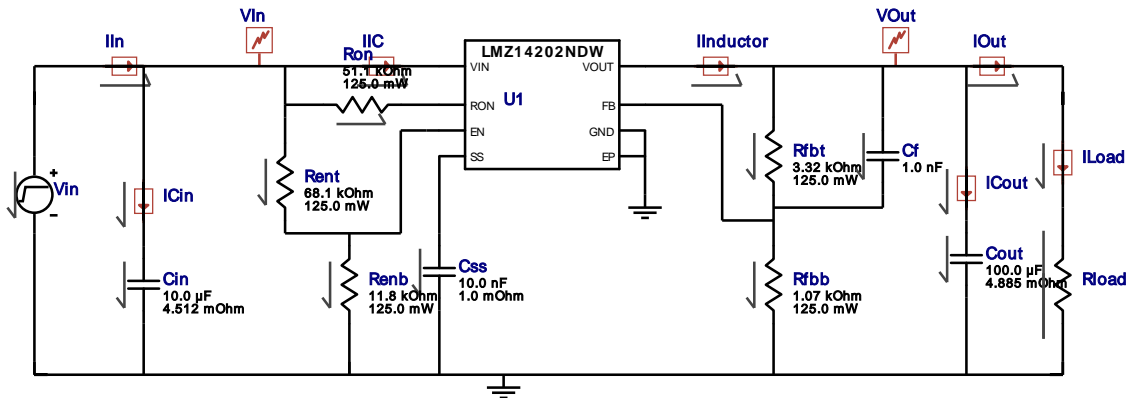 VIn
VOut
IIn
IIC
IInductor
IOut
LMZ14202NDW
Ron
51.1 kOhm
125.0 mW
VIN
VOUT
RON
U1
FB
EN
GND
SS
EP
Rfbt
3.32 kOhm
125.0 mW
Cf
1.0 nF
ILoad
Rent
68.1 kOhm
125.0 mW
+
Vin
-
ICin
ICout
Cin
10.0 µF
4.512 mOhm
Renb
11.8 kOhm
125.0 mW
Css
10.0 nF
1.0 mOhm
Rfbb
1.07 kOhm
125.0 mW
Cout
100.0 µF
4.885 mOhm
Rload